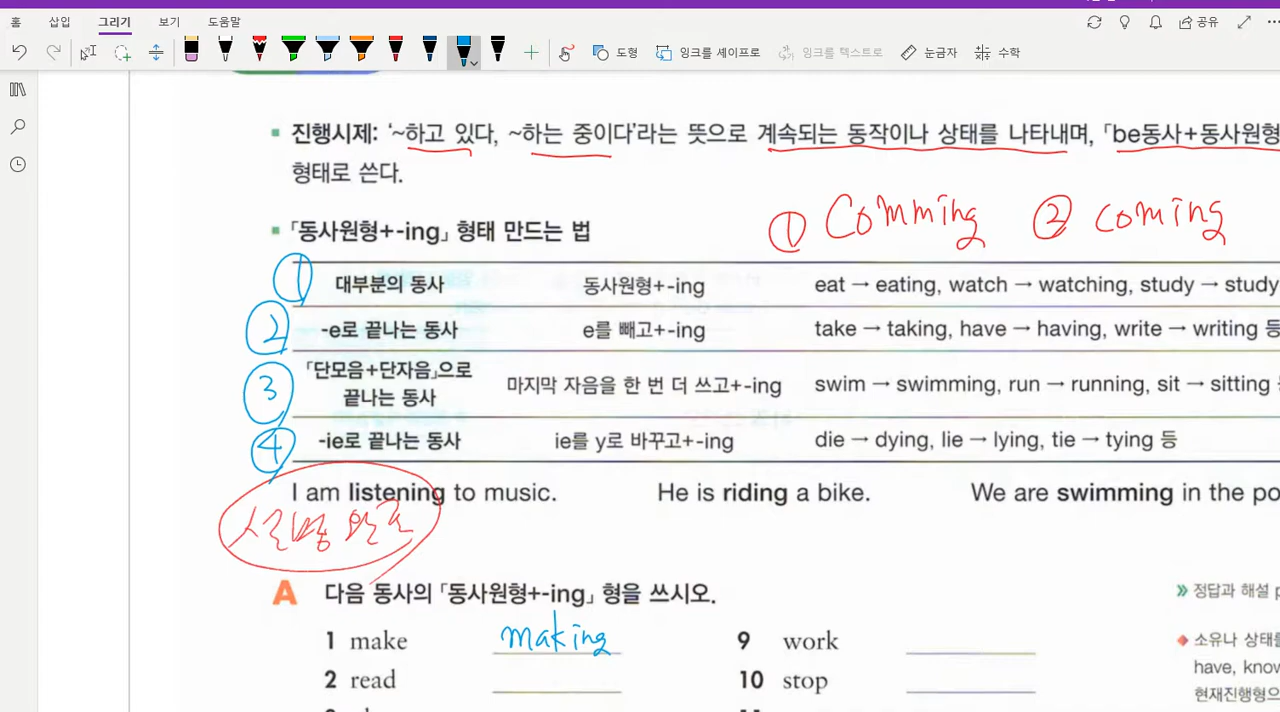 홈 삽입 그리기 보기 도움말 공유
도형 잉크를 셰이프로 잉크를 텍스트로 눈금자 수학
진행시제: '~하고 있다, ~하는 중이다'라는 뜻으로 계속되는 동작이나 상태를 나타내며, 「be동사+동사원형
형태로 쓴다.
① Comming ② coming
「동사원형+-ing」 형태 만드는 법
① 대부분의 동사 동사원형+-ing eat → eating, watch → watching, study → study
② -e로 끝나는 동사 e를 빼고+-ing take → taking, have → having, write → writing 등
「단모음+단자음」으로
③ 끝나는 동사 마지막 자음을 한 번 더 쓰고+-ing swim → swimming, run → running, sit → sitting
④ -ie로 끝나는 동사 ie를 y로 바꾸고+-ing die → dying, lie → lying, tie → tying 등
I am listening to music. He is riding a bike. We are swimming in the po
설명
A 다음 동사의 「동사원형+-ing」 형을 쓰시오.
정답과 해설 p
1 make making 9 work
소유나 상태를
2 read 10 stop
have, know
현재진행형으